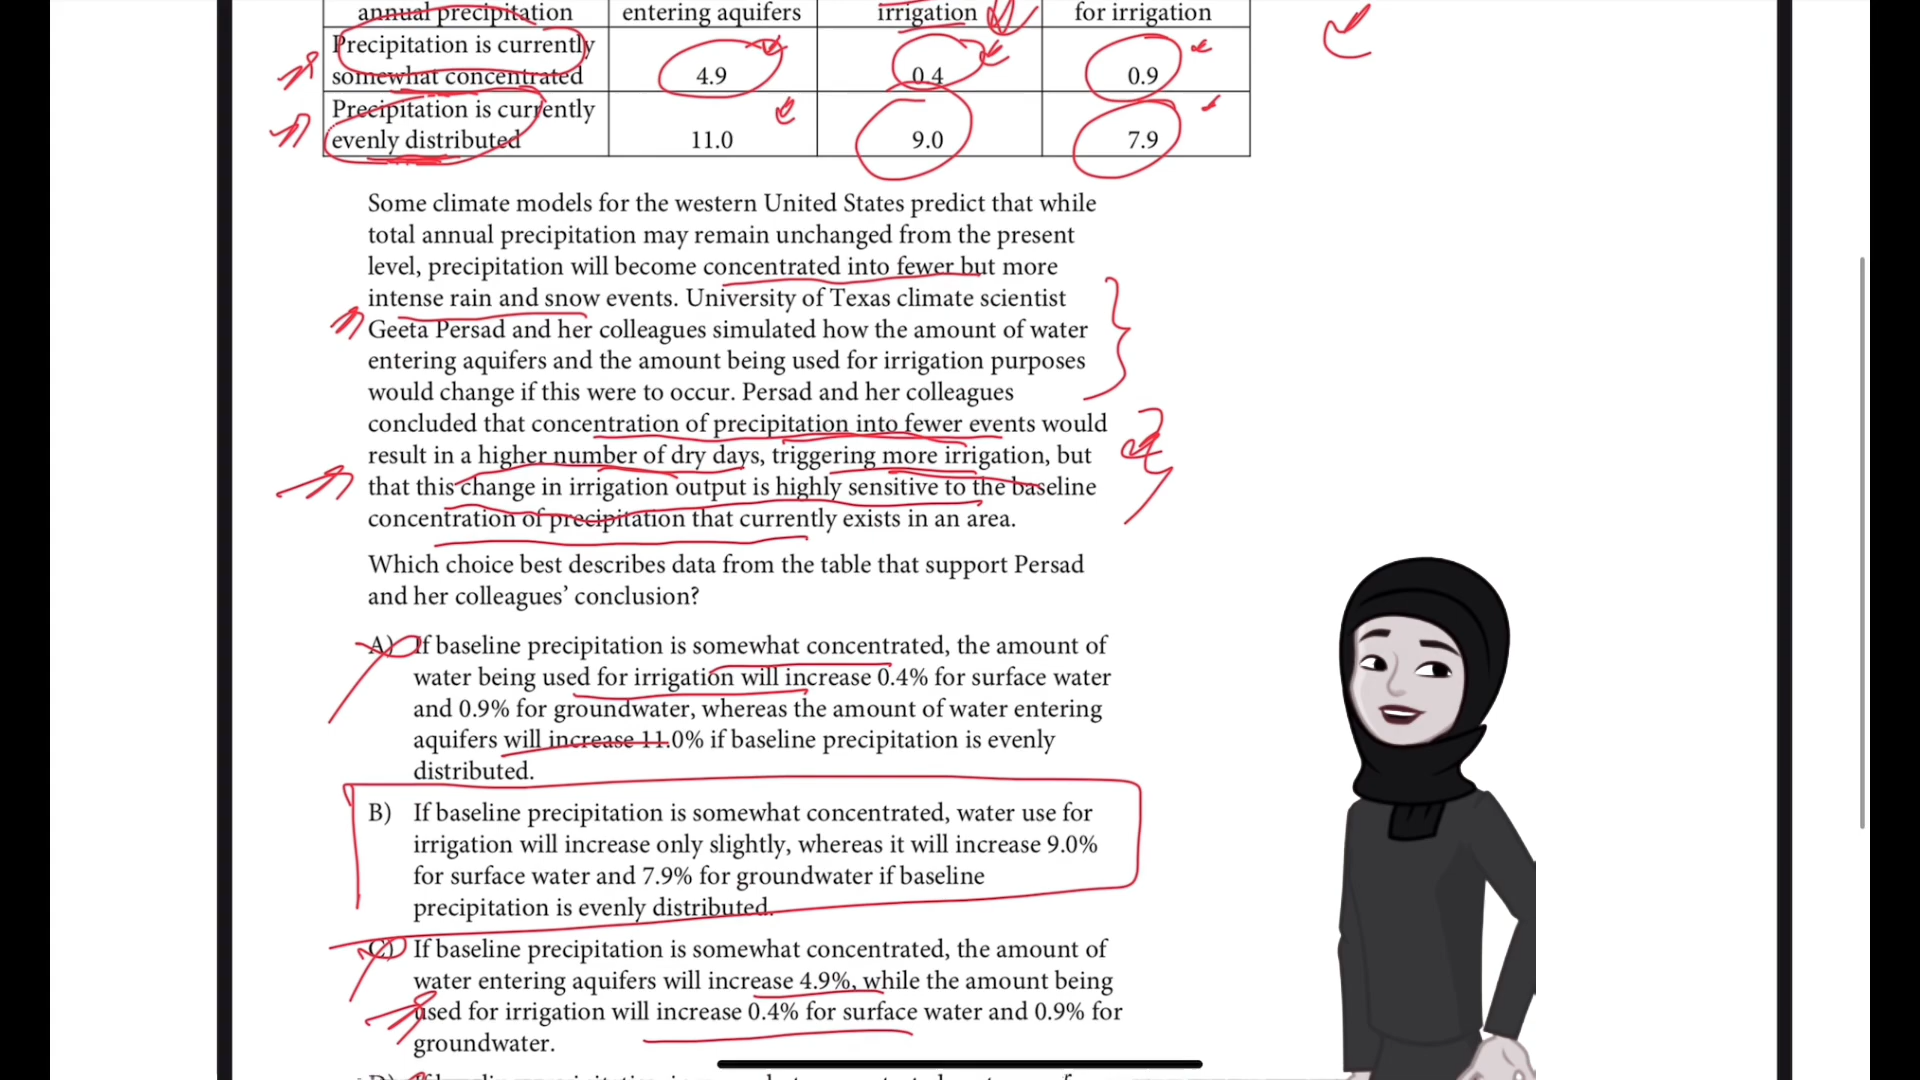 annual precipitation entering aquifers irrigation for irrigation
Precipitation is currently
somewhat concentrated 4.9 0.4 0.9
Precipitation is currently
evenly distributed 11.0 9.0 7.9
Some climate models for the western United States predict that while
total annual precipitation may remain unchanged from the present
level, precipitation will become concentrated into fewer but more
intense rain and snow events. University of Texas climate scientist
Geeta Persad and her colleagues simulated how the amount of water
entering aquifers and the amount being used for irrigation purposes
would change if this were to occur. Persad and her colleagues
concluded that concentration of precipitation into fewer events would
result in a higher number of dry days, triggering more irrigation, but
that this change in irrigation output is highly sensitive to the baseline
concentration of precipitation that currently exists in an area.
Which choice best describes data from the table that support Persad
and her colleagues’ conclusion?
A) If baseline precipitation is somewhat concentrated, the amount of
water being used for irrigation will increase 0.4% for surface water
and 0.9% for groundwater, whereas the amount of water entering
aquifers will increase 11.0% if baseline precipitation is evenly
distributed.
B) If baseline precipitation is somewhat concentrated, water use for
irrigation will increase only slightly, whereas it will increase 9.0%
for surface water and 7.9% for groundwater if baseline
precipitation is evenly distributed.
C) If baseline precipitation is somewhat concentrated, the amount of
water entering aquifers will increase 4.9%, while the amount being
used for irrigation will increase 0.4% for surface water and 0.9% for
groundwater.